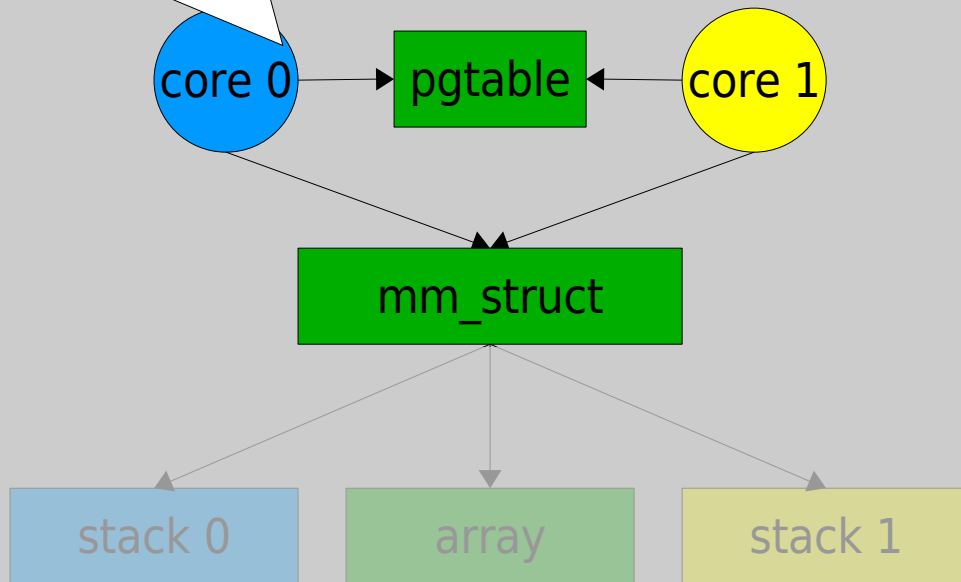 core 0
pgtable
core 1
mm_struct
stack 0
array
stack 1